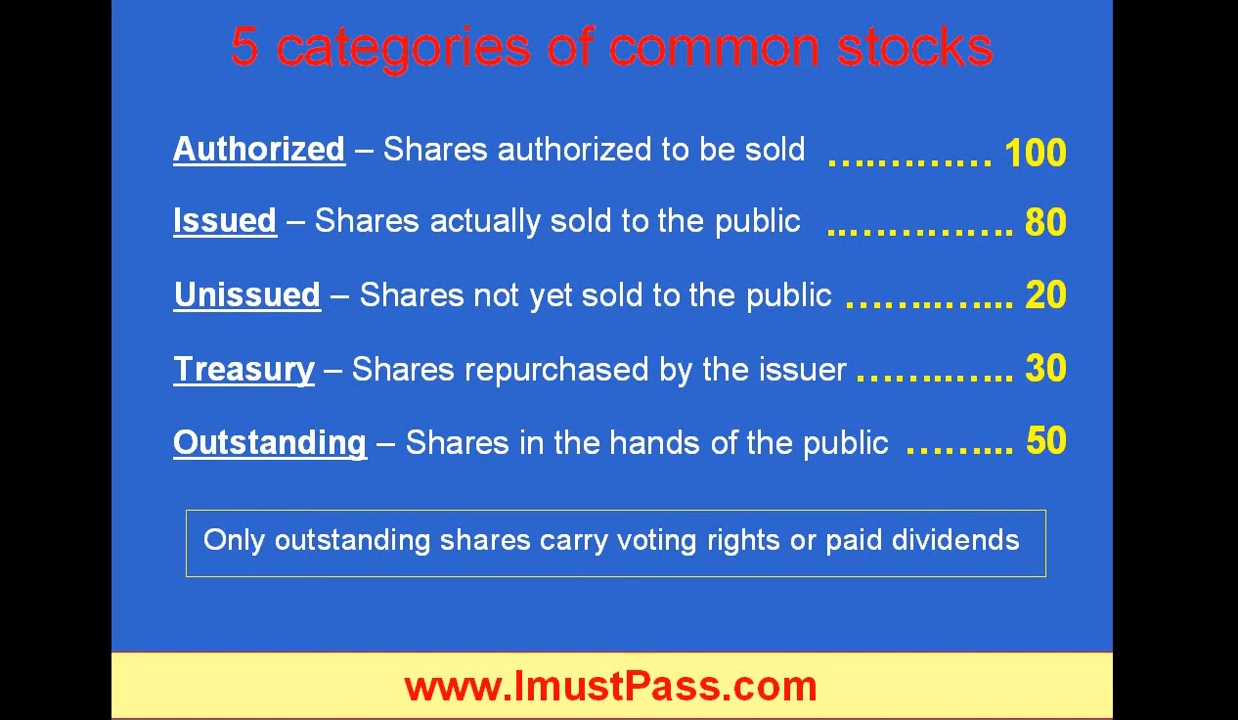 5 categories of common stocks
Authorized – Shares authorized to be sold ….……… 100
Issued – Shares actually sold to the public ..…………. 80
Unissued – Shares not yet sold to the public ……..….... 20
Treasury – Shares repurchased by the issuer ……..….. 30
Outstanding – Shares in the hands of the public ……... 50
Only outstanding shares carry voting rights or paid dividends
www.ImustPass.com